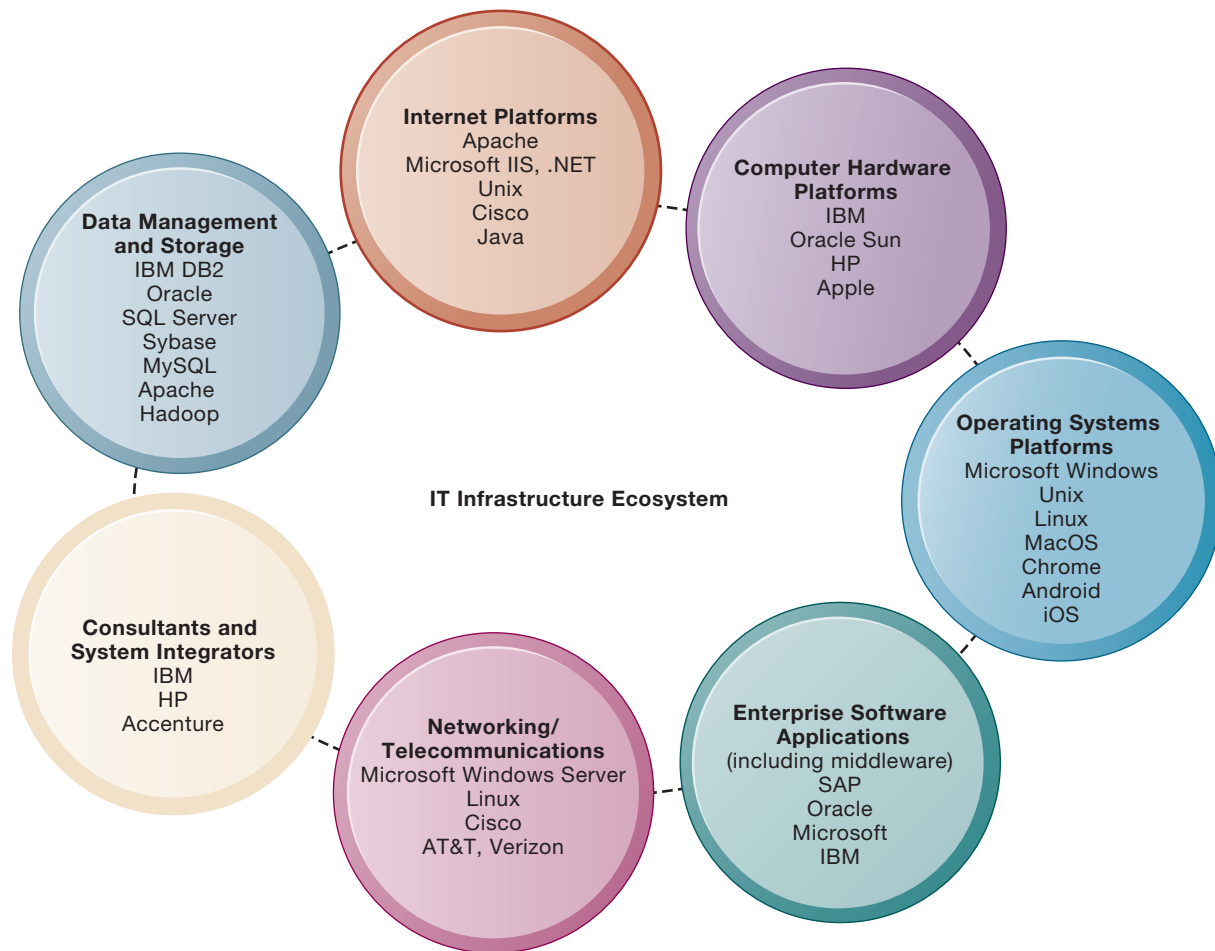 Internet Platforms
Apache
Microsoft IIS, .NET
Unix
Cisco
Java
Computer Hardware
Platforms
IBM
Oracle Sun
HP
Apple
Data Management
and Storage
IBM DB2
Oracle
SQL Server
Sybase
MySQL
Apache
Hadoop
Operating Systems
Platforms
Microsoft Windows
Unix
Linux
MacOS
Chrome
Android
iOS
IT Infrastructure Ecosystem
Consultants and
System Integrators
IBM
HP
Accenture
Networking/
Telecommunications
Microsoft Windows Server
Linux
Cisco
AT&T, Verizon
Enterprise Software
Applications
(including middleware)
SAP
Oracle
Microsoft
IBM